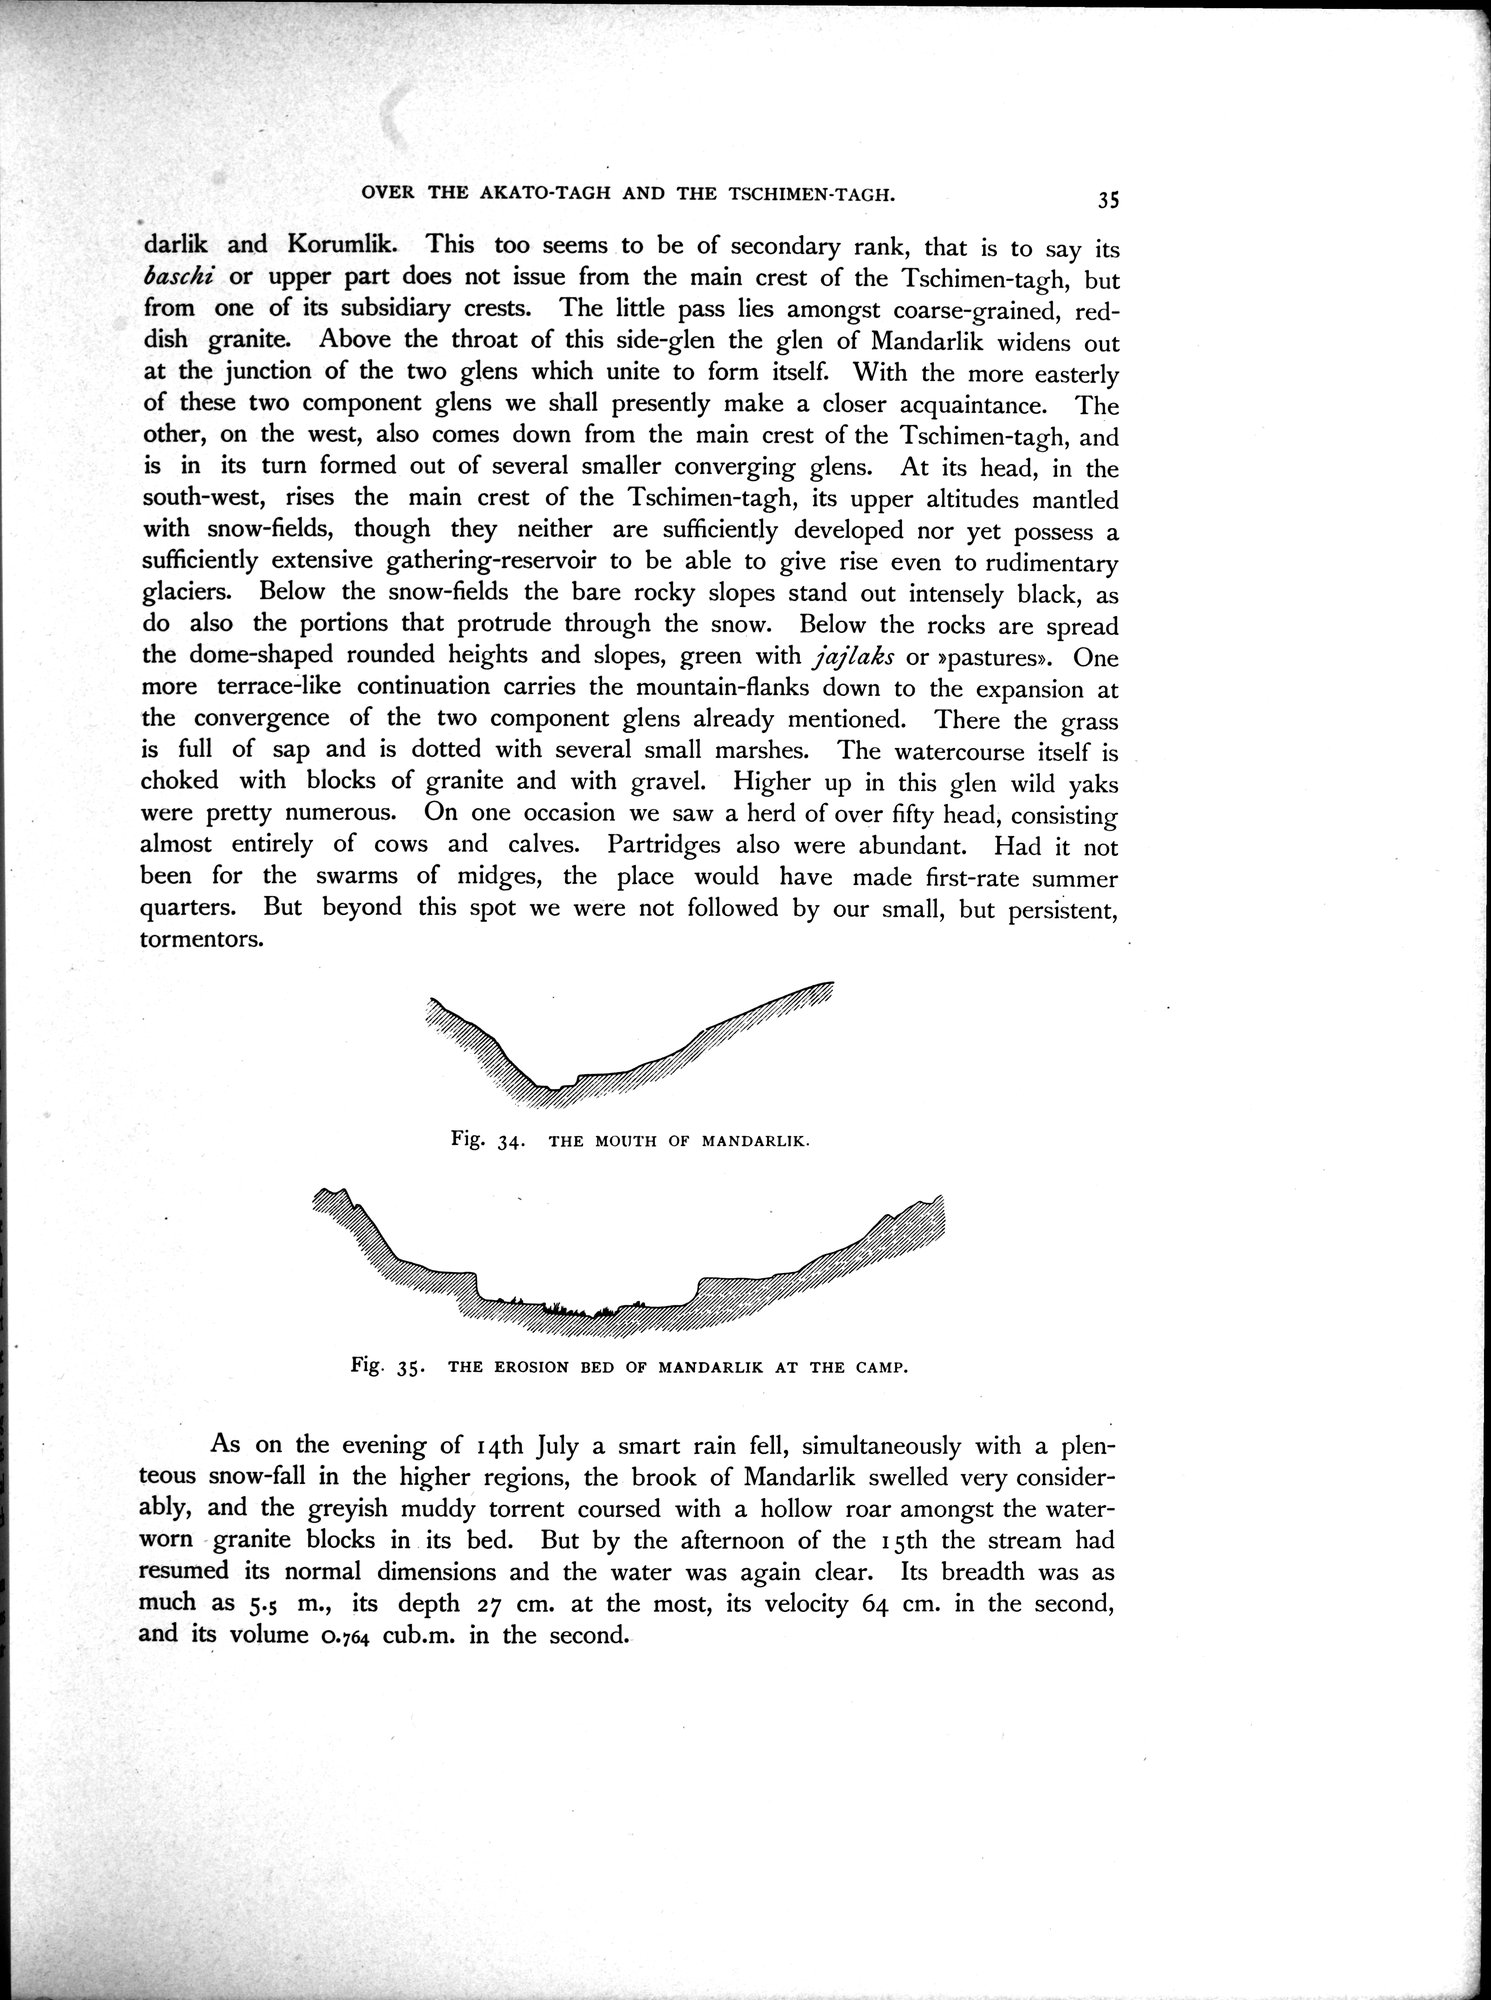 OVER THE AKATO-TAGH AND THE TSCHIMEN-TAGH. 35
darlik and Korumlik. This too seems to be of secondary rank, that is to say its
baschi or upper part does not issue from the main crest of the Tschimen-tagh, but
from one of its subsidiary crests. The little pass lies amongst coarse-grained, red-
dish granite. Above the throat of this side-glen the glen of Mandarlik widens out
at the junction of the two glens which unite to form itself. With the more easterly
of these two component glens we shall presently make a closer acquaintance. The
other, on the west, also comes down from the main crest of the Tschimen-tagh, and
is in its turn formed out of several smaller converging glens. At its head, in the
south-west, rises the main crest of the Tschimen-tagh, its upper altitudes mantled
with snow-fields, though they neither are sufficiently developed nor yet possess a
sufficiently extensive gathering-reservoir to be able to give rise even to rudimentary
glaciers. Below the snow-fields the bare rocky slopes stand out intensely black, as
do also the portions that protrude through the snow. Below the rocks are spread
the dome-shaped rounded heights and slopes, green with jajlaks or »pastures». One
more terrace-like continuation carries the mountain-flanks down to the expansion at
the convergence of the two component glens already mentioned. There the grass
is full of sap and is dotted with several small marshes. The watercourse itself is
choked with blocks of granite and with gravel. Higher up in this glen wild yaks
were pretty numerous. On one occasion we saw a herd of over fifty head, consisting
almost entirely of cows and calves. Partridges also were abundant. Had it not
been for the swarms of midges, the place would have made first-rate summer
quarters. But beyond this spot we were not followed by our small, but persistent,
tormentors.
Fig. 34. THE MOUTH OF MANDARLIK.
Fig. 35. THE EROSION BED OF MANDARLIK AT THE CAMP.
As on the evening of 14th July a smart rain fell, simultaneously with a plen-
teous snow-fall in the higher regions, the brook of Mandarlik swelled very consider-
ably, and the greyish muddy torrent coursed with a hollow roar amongst the water-
worn granite blocks in its bed. But by the afternoon of the 15th the stream had
resumed its normal dimensions and the water was again clear. Its breadth was as
much as 5.5 m., its depth 27 cm. at the most, its velocity 64 cm. in the second,
and its volume 0.764 cub.m. in the second.